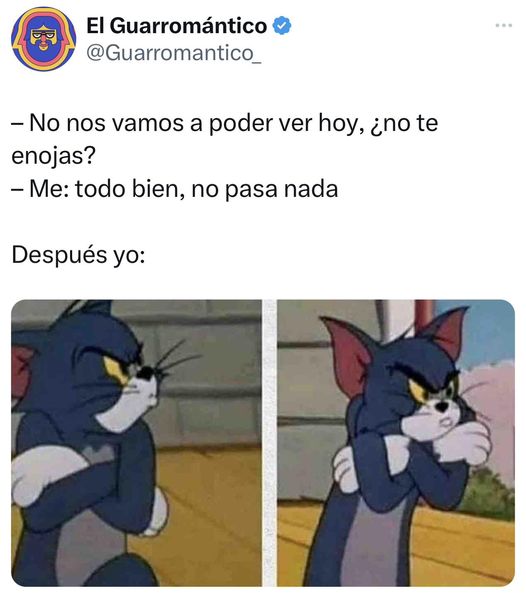 El Guarromántico
@Guarromantico_
– No nos vamos a poder ver hoy, ¿no te
enojas?
– Me: todo bien, no pasa nada
Después yo: